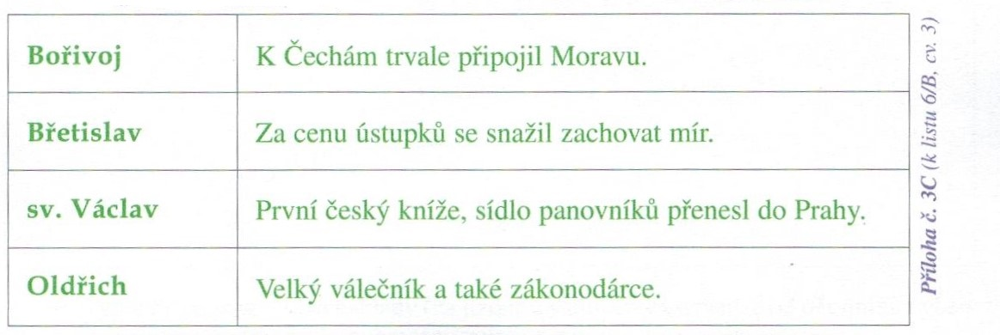 Bořivoj K Čechám trvale připojil Moravu.
Břetislav Za cenu ústupků se snažil zachovat mír.
sv. Václav První český kníže, sídlo panovníků přenesl do Prahy.
Oldřich Velký válečník a také zákonodárce.
Příloha č. 3C (k listu 6/B, cv. 3)